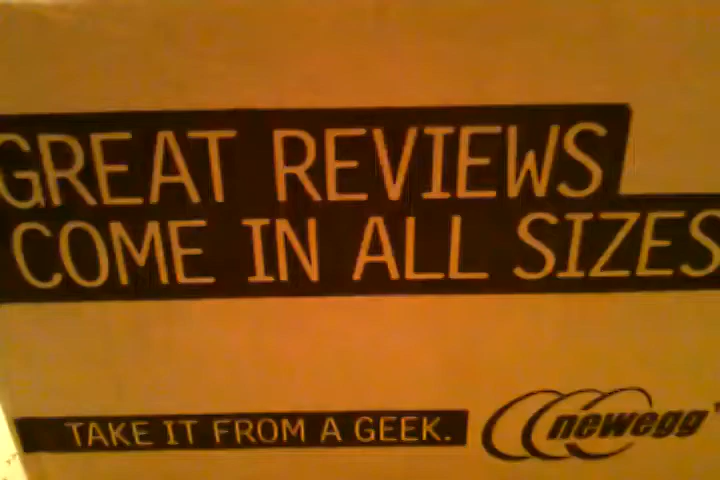 GREAT REVIEWS
COME IN ALL SIZES
TAKE IT FROM A GEEK.
newegg